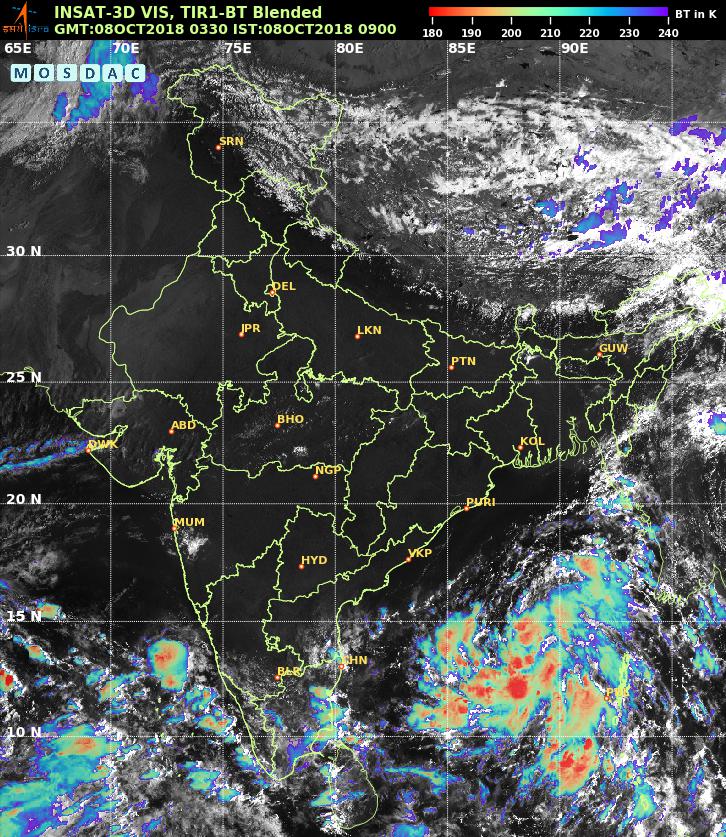 INSAT-3D VIS, TIR1-BT Blended
GMT:08OCT2018 0330 IST:08OCT2018 0900
BT in K
180 190 200 210 220 230 240
65E 70E 75E 80E 85E 90E
MOSDAC
SRN
30 N
DEL
JPR LKN
GUW
PTN
25 N
ABD BHO
DWK KOL
NGP
20 N PURI
MUM
VKP
HYD
15 N
CHN
BLR
10 N